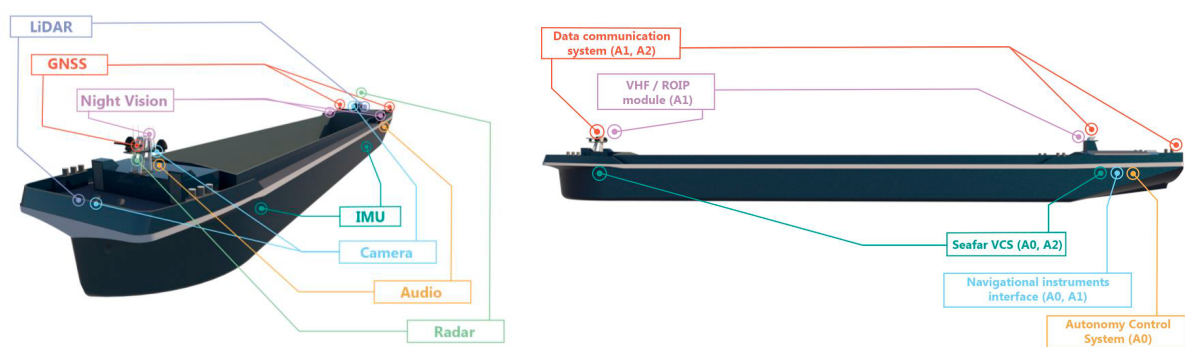 LiDAR
GNSS
Night Vision
IMU
Camera
Audio
Radar
Data communication
system (A1, A2)
VHF / ROIP
module (A1)
Seafar VCS (A0, A2)
Navigational instruments
interface (A0, A1)
Autonomy Control
System (A0)